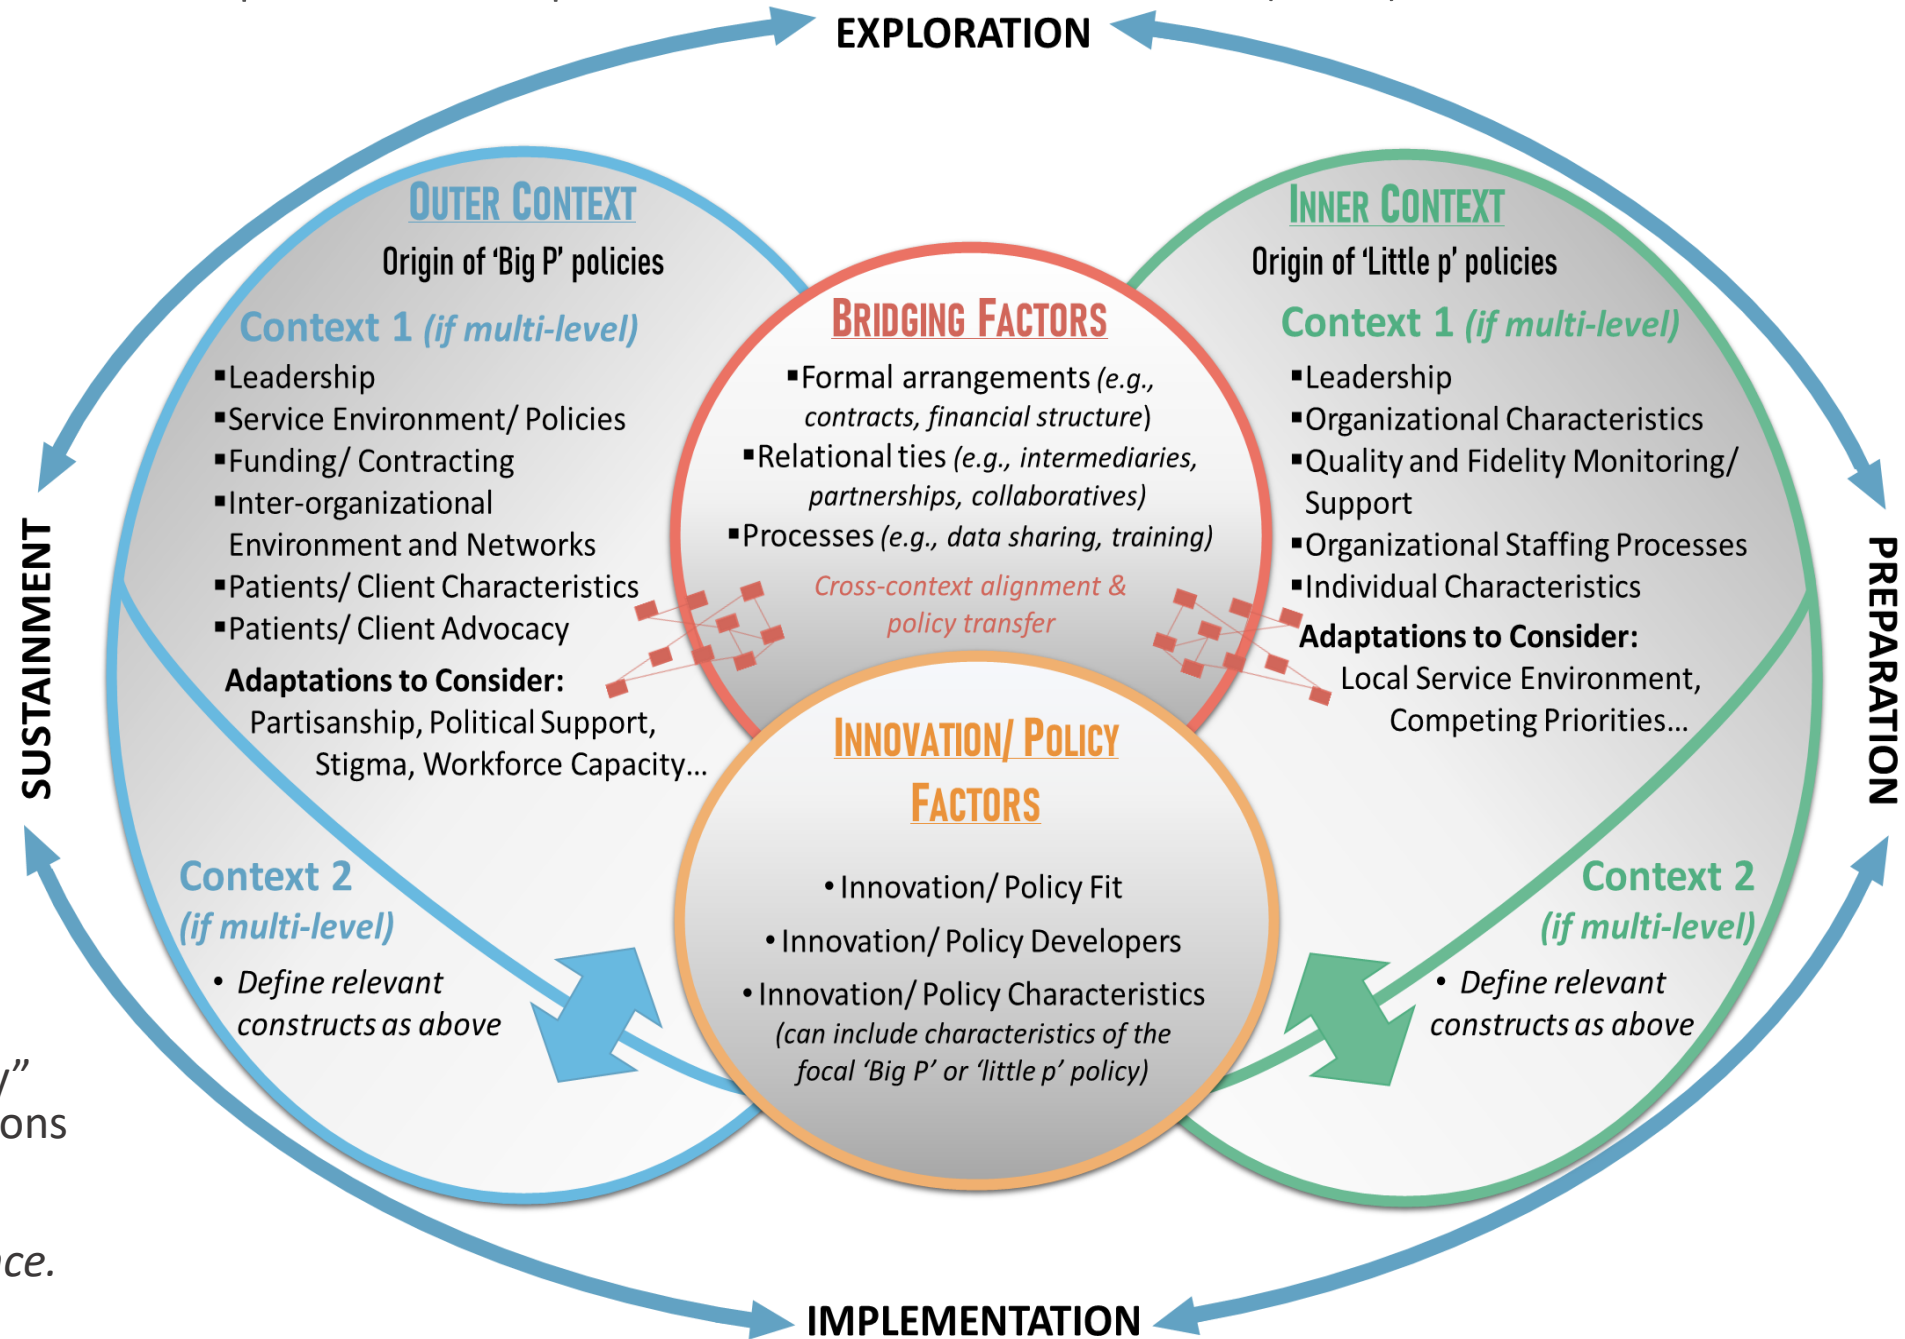 EXPLORATION
OUTER CONTEXT
Origin of ‘Big P’ policies
Context 1 (if multi-level)
▪Leadership
▪Service Environment/ Policies
▪Funding/ Contracting
▪Inter-organizational
Environment and Networks
▪Patients/ Client Characteristics
▪Patients/ Client Advocacy
Adaptations to Consider:
Partisanship, Political Support,
Stigma, Workforce Capacity...
Context 2
(if multi-level)
• Define relevant
constructs as above
BRIDGING FACTORS
▪Formal arrangements (e.g.,
contracts, financial structure)
▪Relational ties (e.g., intermediaries,
partnerships, collaboratives)
▪Processes (e.g., data sharing, training)
Cross-context alignment &
policy transfer
INNOVATION/ POLICY
FACTORS
• Innovation/ Policy Fit
• Innovation/ Policy Developers
• Innovation/ Policy Characteristics
(can include characteristics of the
focal ‘Big P’ or ‘little p’ policy)
INNER CONTEXT
Origin of ‘Little p’ policies
Context 1 (if multi-level)
▪Leadership
▪Organizational Characteristics
▪Quality and Fidelity Monitoring/
Support
▪Organizational Staffing Processes
▪Individual Characteristics
Adaptations to Consider:
Local Service Environment,
Competing Priorities...
Context 2
(if multi-level)
• Define relevant
constructs as above
SUSTAINMENT
PREPARATION
IMPLEMENTATION
y”
ons
nce.